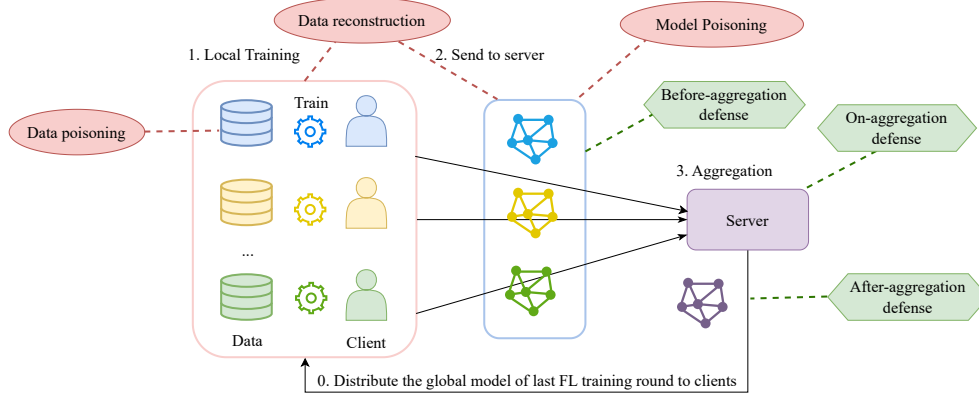 Data reconstruction
Model Poisoning
1. Local Training
2. Send to server
Before-aggregation
defense
On-aggregation
defense
Data poisoning
Train
3. Aggregation
Server
...
After-aggregation
defense
Data
Client
0. Distribute the global model of last FL training round to clients